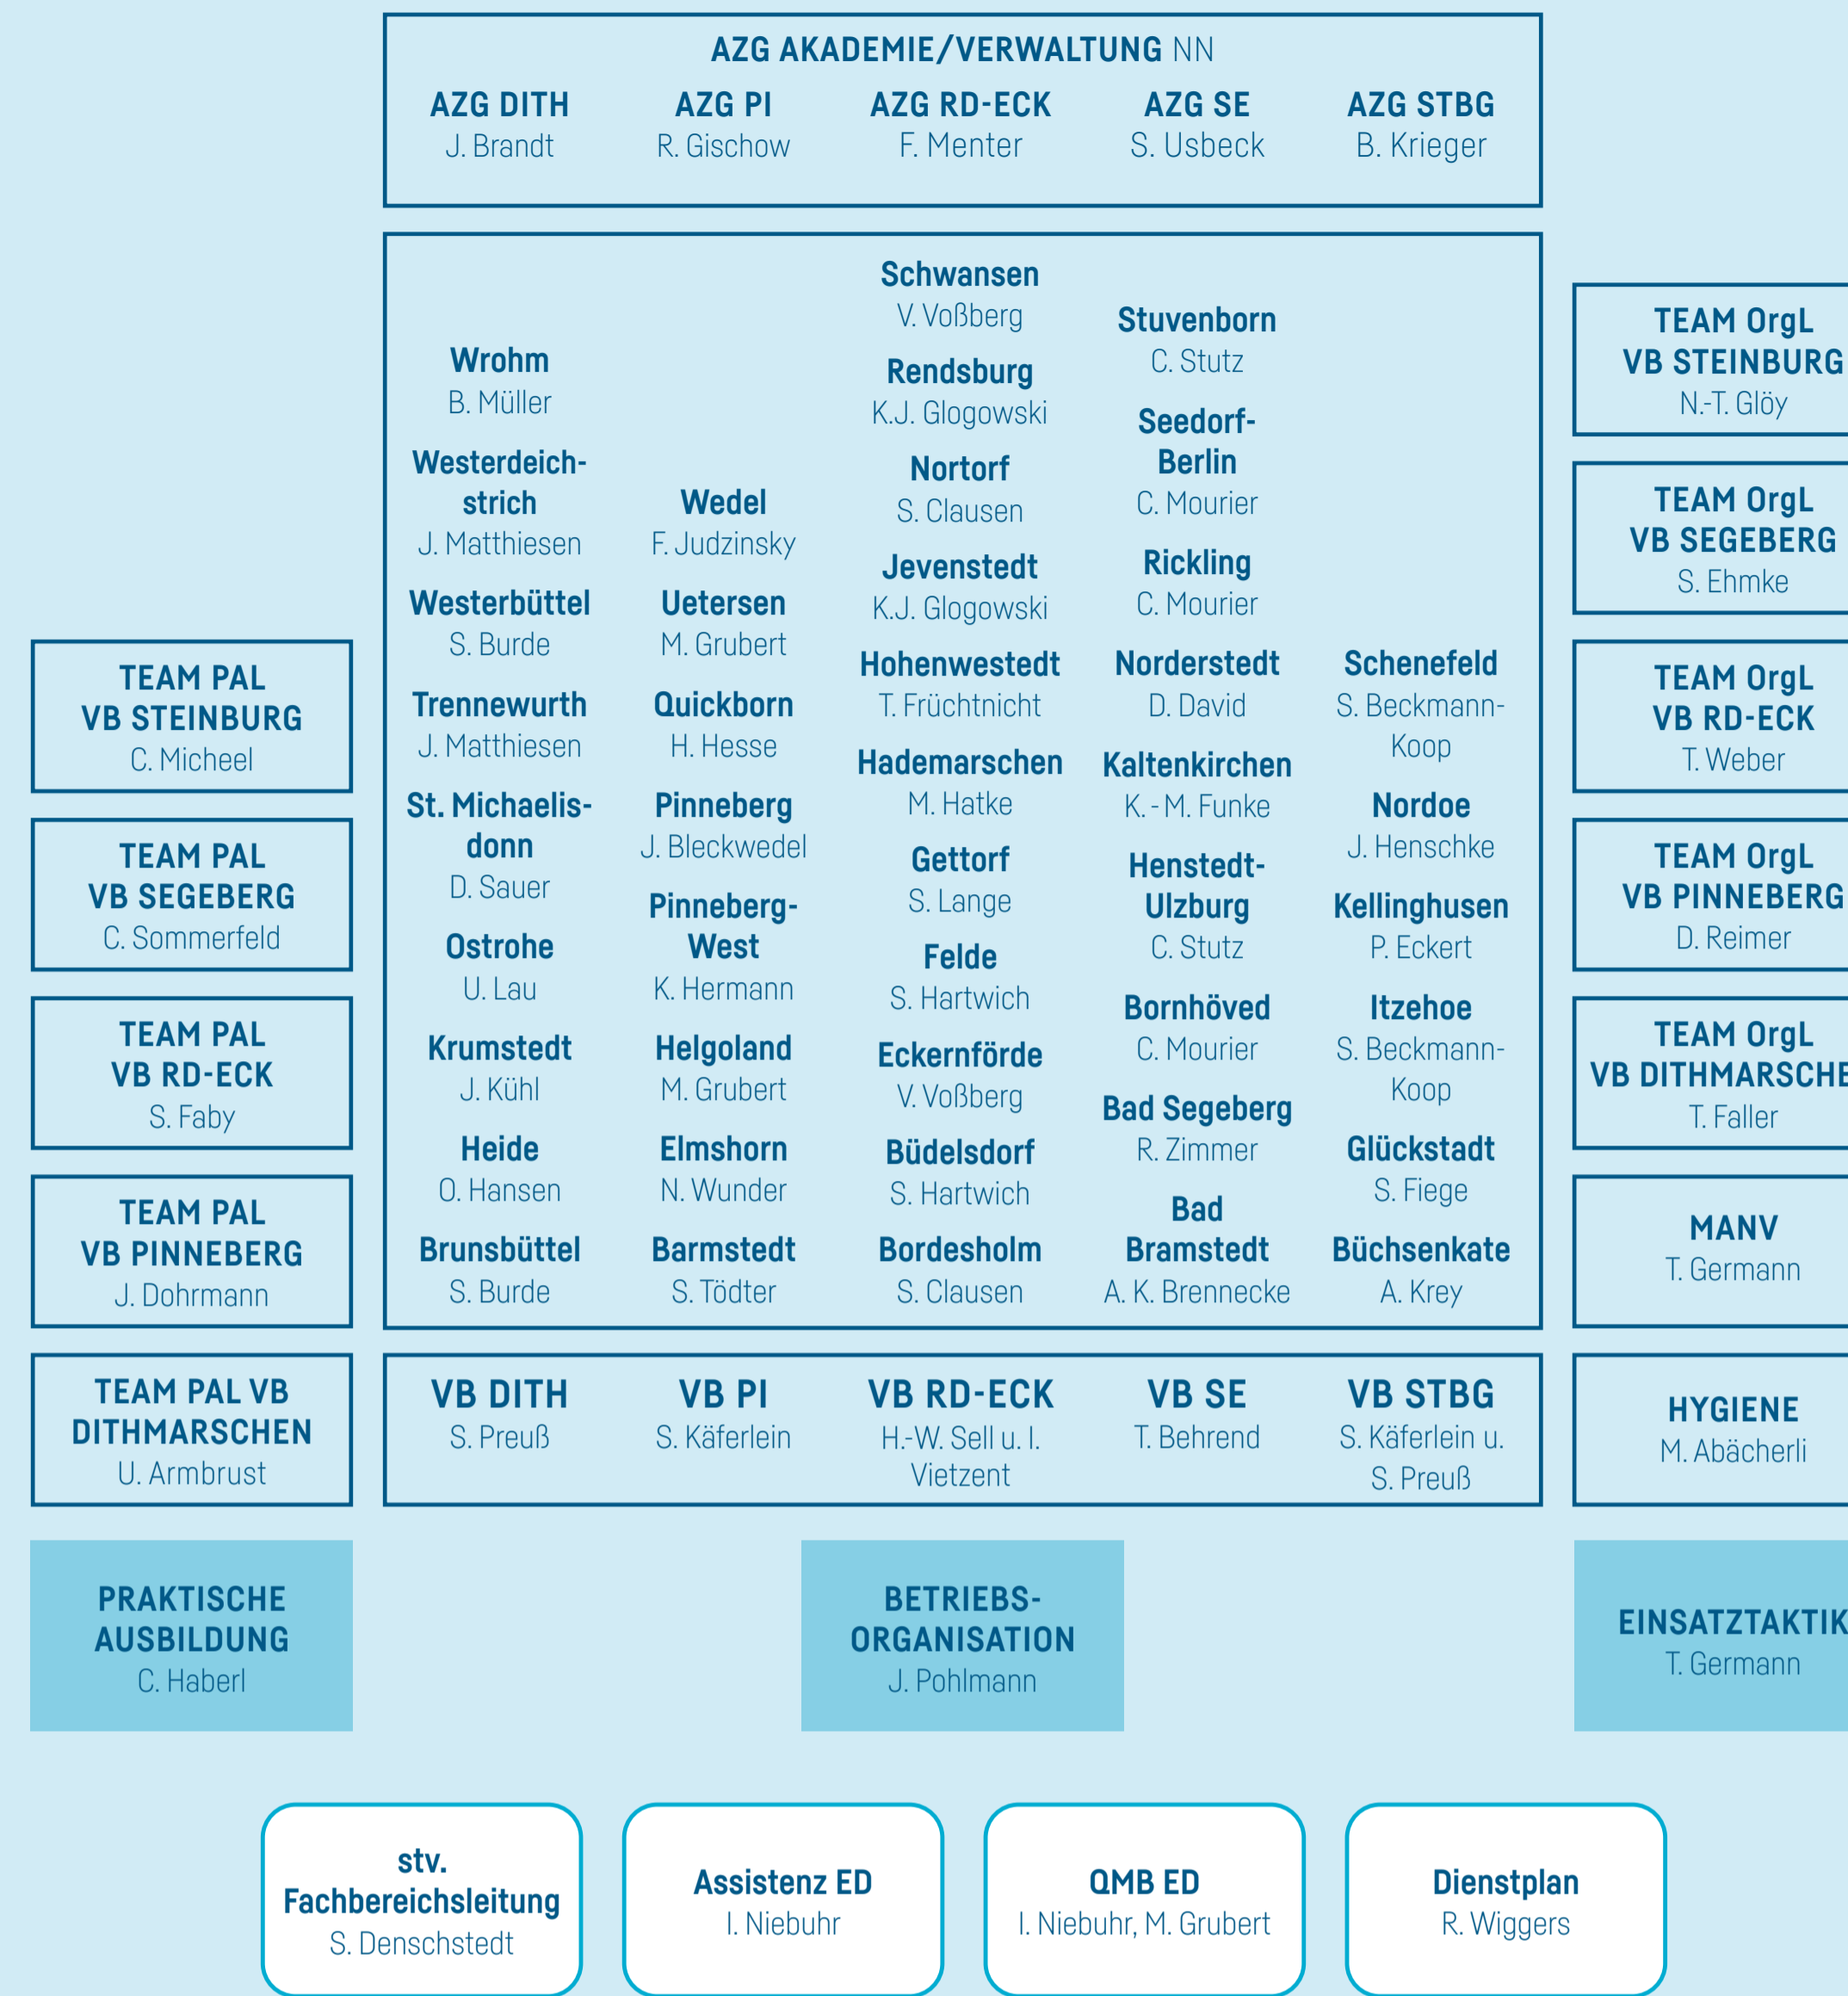 AZG AKADEMIE/VERWALTUNG NN
AZG DITH
J. Brandt
AZG PI
R. Gischow
AZG RD-ECK
F. Menter
AZG SE
S. Usbeck
AZG STBG
B. Krieger
Wrohm
B. Müller
Westerdeich-
strich
J. Matthiesen
Westerbüttel
S. Burde
Trennewurth
J. Matthiesen
St. Michaelis-
donn
D. Sauer
Ostrohe
U. Lau
Krumstedt
J. Kühl
Heide
O. Hansen
Brunsbüttel
S. Burde
Wedel
F. Judzinsky
Uetersen
M. Grubert
Quickborn
H. Hesse
Pinneberg
J. Bleckwedel
Pinneberg-
West
K. Hermann
Helgoland
M. Grubert
Elmshorn
N. Wunder
Barmstedt
S. Tödter
Schwansen
V. Voßberg
Rendsburg
K.J. Glogowski
Nortorf
S. Clausen
Jevenstedt
K.J. Glogowski
Hohenwestedt
T. Früchtnicht
Hademarschen
M. Hatke
Gettorf
S. Lange
Felde
S. Hartwich
Eckernförde
V. Voßberg
Büdelsdorf
S. Hartwich
Bordesholm
S. Clausen
Stuvenborn
C. Stutz
Seedorf-
Berlin
C. Mourier
Rickling
C. Mourier
Norderstedt
D. David
Kaltenkirchen
K.-M. Funke
Henstedt-
Ulzburg
C. Stutz
Bornhöved
C. Mourier
Bad Segeberg
R. Zimmer
Bad
Bramstedt
A. K. Brennecke
Schenefeld
S. Beckmann-
Koop
Nordoe
J. Henschke
Kellinghusen
P. Eckert
Itzehoe
S. Beckmann-
Koop
Glückstadt
S. Fiege
Büchsenkate
A. Krey
TEAM PAL
VB STEINBURG
C. Micheel
TEAM PAL
VB SEGEBERG
C. Sommerfeld
TEAM PAL
VB RD-ECK
S. Faby
TEAM PAL
VB PINNEBERG
J. Dohrmann
TEAM PAL VB
DITHMARSCHEN
U. Armbrust
TEAM OrgL
VB STEINBURG
N.-T. Glöy
TEAM OrgL
VB SEGEBERG
S. Ehmke
TEAM OrgL
VB RD-ECK
T. Weber
TEAM OrgL
VB PINNEBERG
D. Reimer
TEAM OrgL
VB DITHMARSCHE
T. Faller
MANV
T. Germann
HYGIENE
M. Abächerli
VB DITH
S. Preuß
VB PI
S. Käferlein
VB RD-ECK
H.-W. Sell u. I.
Vietzent
VB SE
T. Behrend
VB STBG
S. Käferlein u.
S. Preuß
PRAKTISCHE
AUSBILDUNG
C. Haberl
BETRIEBS-
ORGANISATION
J. Pohlmann
EINSATZTAKTIK
T. Germann
stv.
Fachbereichsleitung
S. Denschstedt
Assistenz ED
I. Niebuhr
QMB ED
I. Niebuhr, M. Grubert
Dienstplan
R. Wiggers